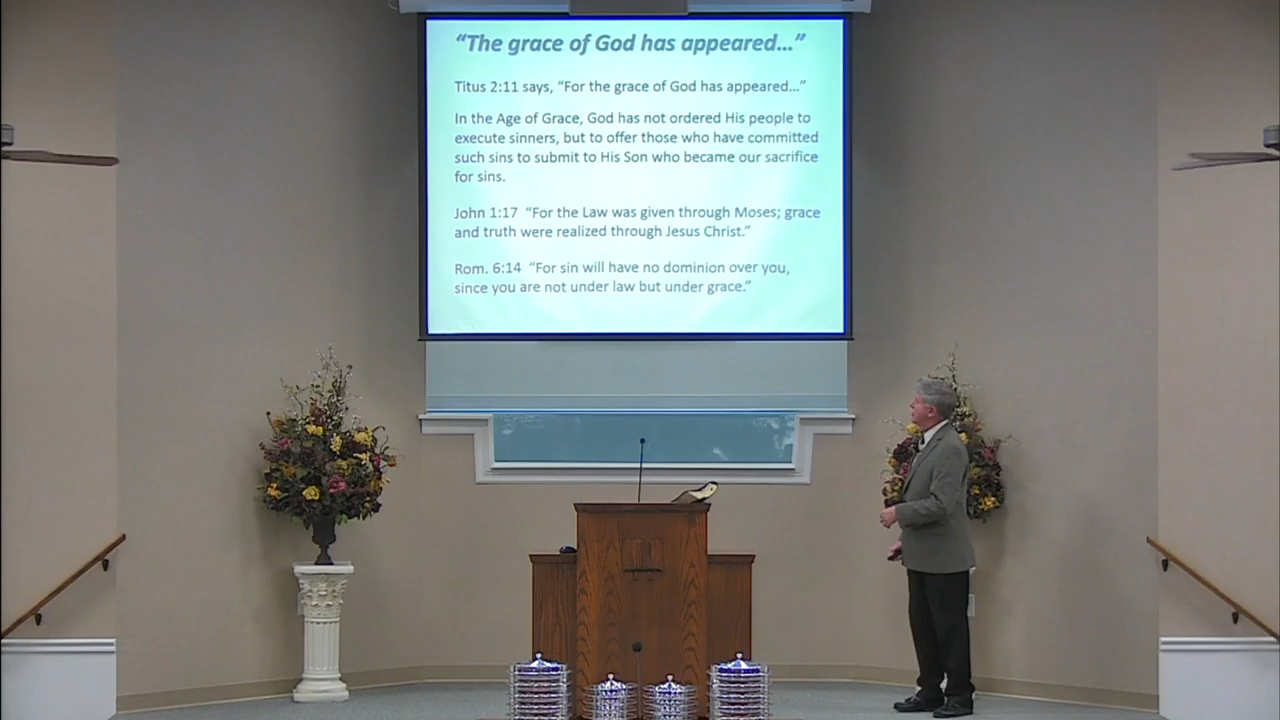 “The grace of God has appeared...”
Titus 2:11 says, “For the grace of God has appeared...”
In the Age of Grace, God has not ordered His people to
execute sinners, but to offer those who have committed
such sins to submit to His Son who became our sacrifice
for sins.
John 1:17  “For the Law was given through Moses; grace
and truth were realized through Jesus Christ.”
Rom. 6:14  “For sin will have no dominion over you,
since you are not under law but under grace.”